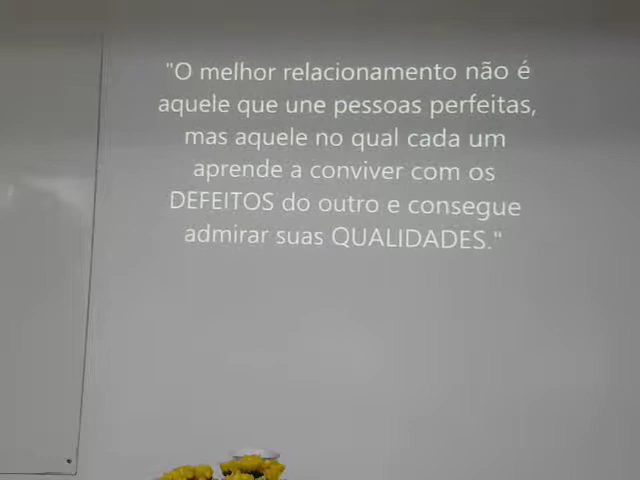 "O melhor relacionamento não é
aquele que une pessoas perfeitas,
mas aquele no qual cada um
aprende a conviver com os
DEFEITOS do outro e consegue
admirar suas QUALIDADES."